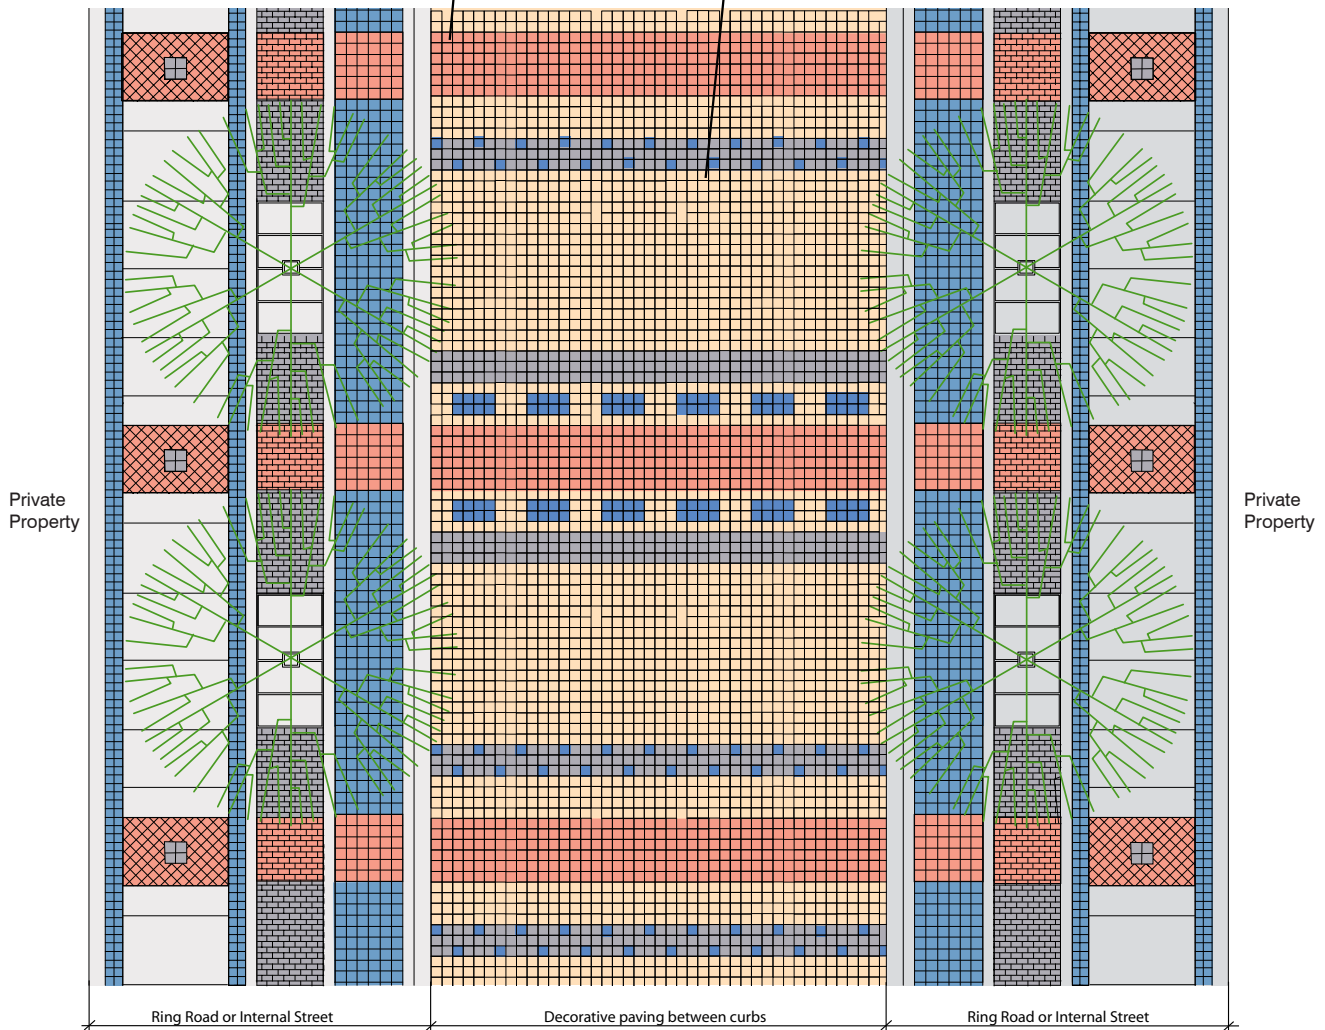 Private
Property
Private
Property
Ring Road or Internal Street
Decorative paving between curbs
Ring Road or Internal Street